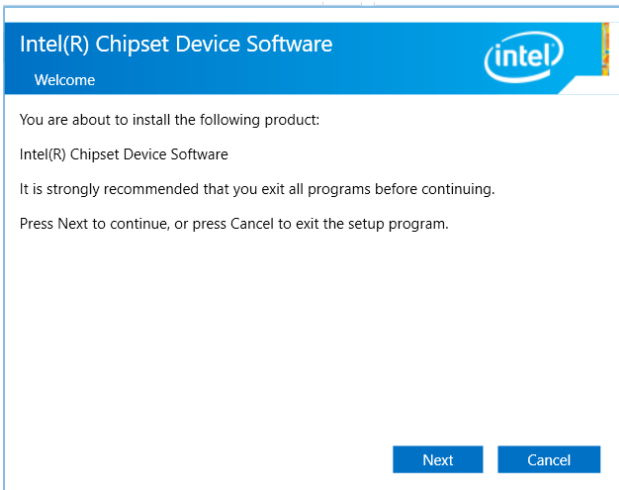 Intel(R) Chipset Device Software
Welcome
intel
You are about to install the following product:
Intel(R) Chipset Device Software
It is strongly recommended that you exit all programs before continuing.
Press Next to continue, or press Cancel to exit the setup program.
Next
Cancel